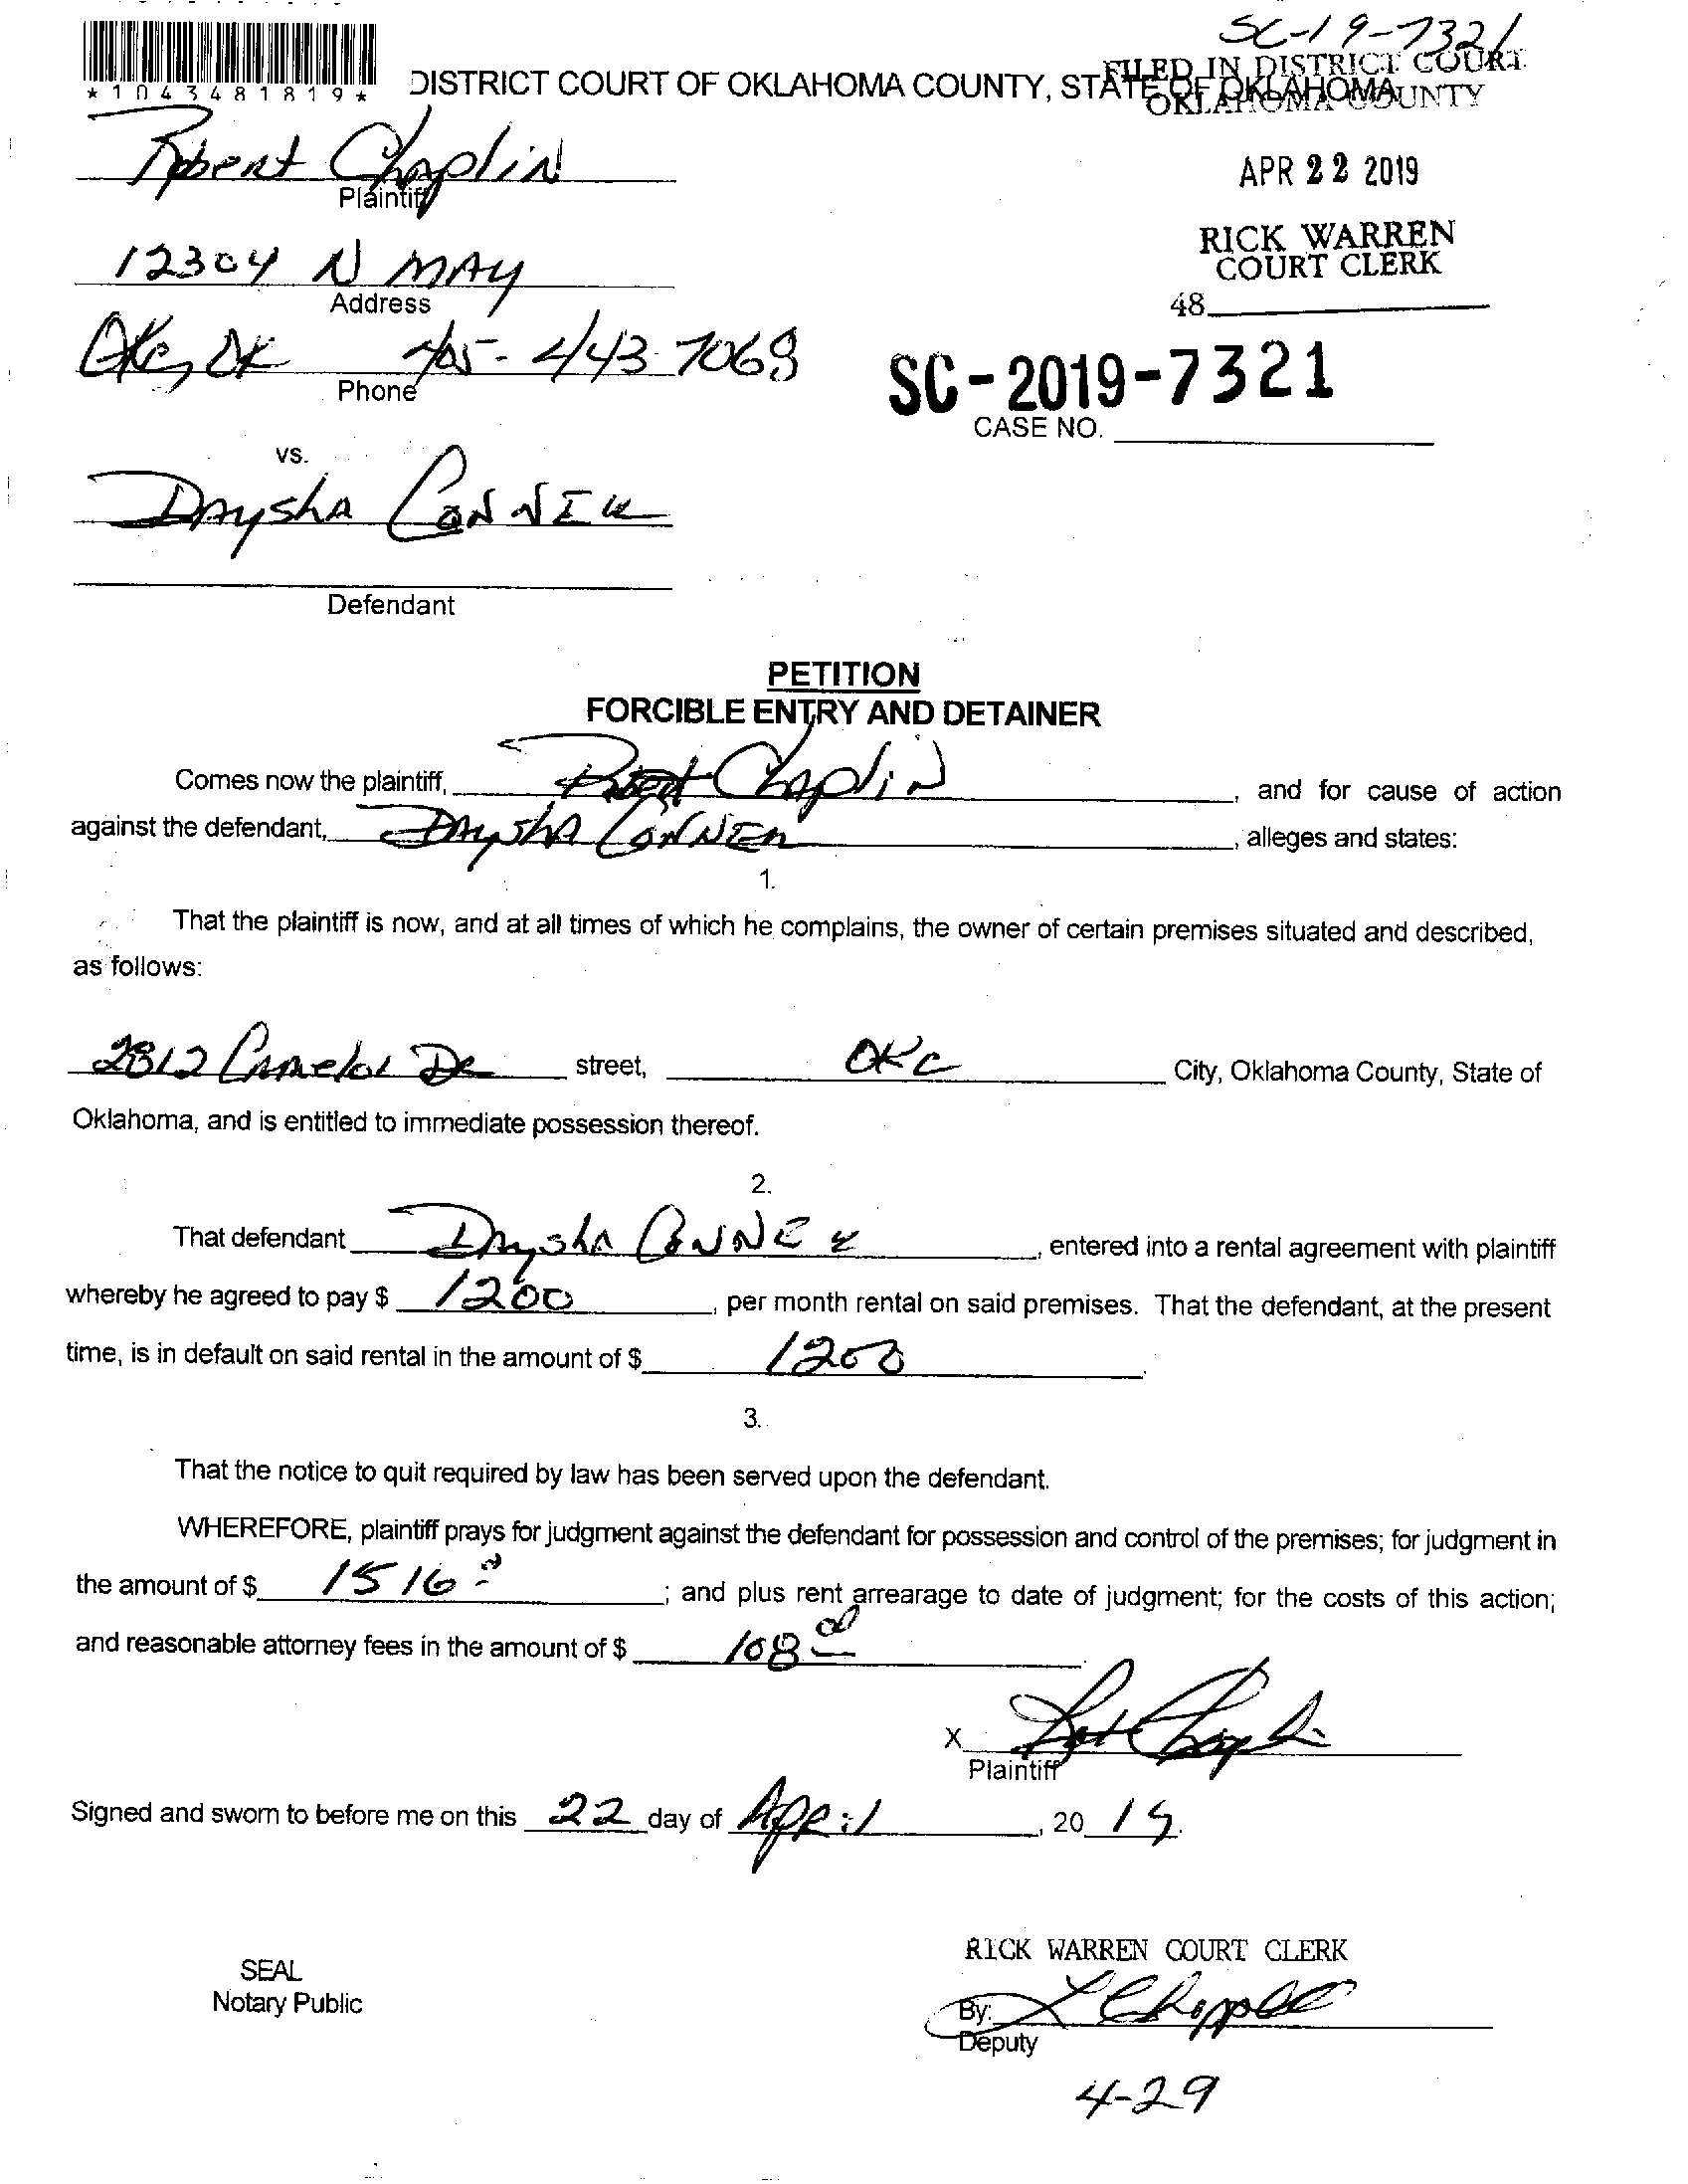 SC-19-7321
*1043481819*
DISTRICT COURT OF OKLAHOMA COUNTY, STATE OF OKLAHOMA
FILED IN DISTRICT COURT
OKLAHOMA COUNTY
Robert Chaplin
Plaintiff
APR 22 2019
RICK WARREN
COURT CLERK
12304 N MAY
Address
48
OKC, OK 405-443-7068
Phone
SC-2019-7321
CASE NO.
vs.
DAYSHA CONNER
Defendant
PETITION
FORCIBLE ENTRY AND DETAINER
Comes now the plaintiff, Robert Chaplin, and for cause of action
against the defendant, DAYSHA CONNER, alleges and states:
1.
That the plaintiff is now, and at all times of which he complains, the owner of certain premises situated and described,
as follows:
2812 Camelot DR street, OKC City, Oklahoma County, State of
Oklahoma, and is entitled to immediate possession thereof.
2.
That defendant DAYSHA CONNER, entered into a rental agreement with plaintiff
whereby he agreed to pay $ 1200, per month rental on said premises. That the defendant, at the present
time, is in default on said rental in the amount of $ 1200.
3.
That the notice to quit required by law has been served upon the defendant.
WHEREFORE, plaintiff prays for judgment against the defendant for possession and control of the premises; for judgment in
the amount of $ 1516; and plus rent arrearage to date of judgment; for the costs of this action;
and reasonable attorney fees in the amount of $ 108 00.
X
Plaintiff
Signed and sworn to before me on this 22 day of April, 2019.
RICK WARREN COURT CLERK
SEAL
Notary Public
By:
Deputy
4-29